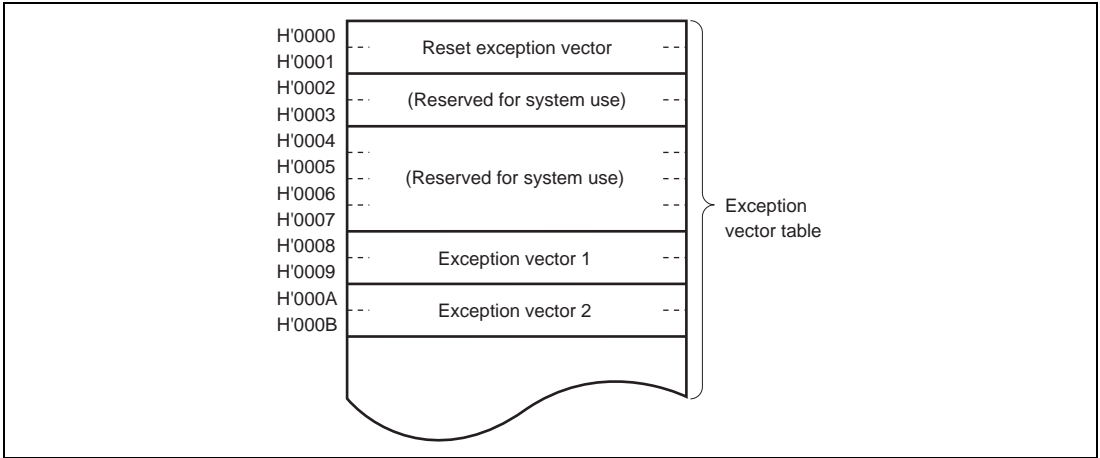 H'0000
Reset exception vector
H'0001
H'0002
(Reserved for system use)
H'0003
H'0004
H'0005
(Reserved for system use)
H'0006
H'0007
Exception
vector table
H'0008
Exception vector 1
H'0009
H'000A
Exception vector 2
H'000B